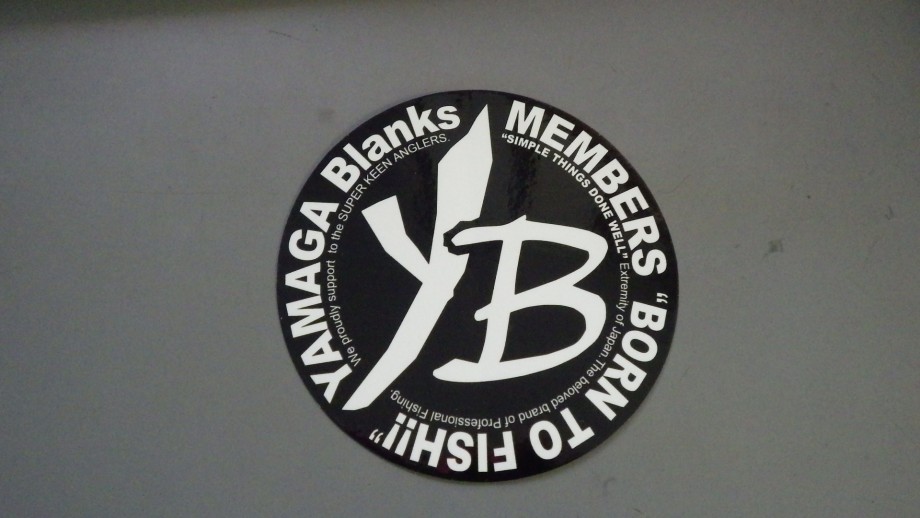 YAMAGA Blanks MEMBERS "BORN TO FISH!!"
We proudly support to the SUPER KEEN ANGLERS.
"SIMPLE THINGS DONE WELL" Extremity of Japan. The beloved brand of Professional Fishing.
YB